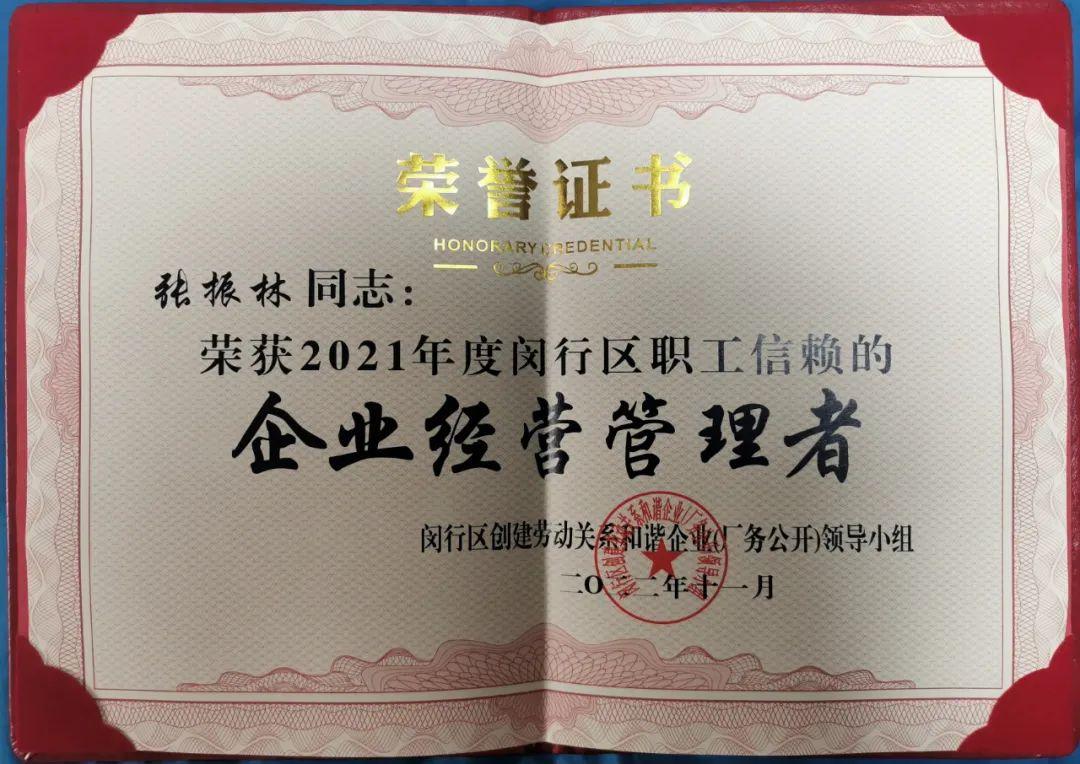 荣誉证书
HONORARY CREDENTIAL
张振林同志：
荣获2021年度闵行区职工信赖的
企业经营管理者
闵行区创建劳动关系和谐企业(厂务公开)领导小组
二〇二二年十一月